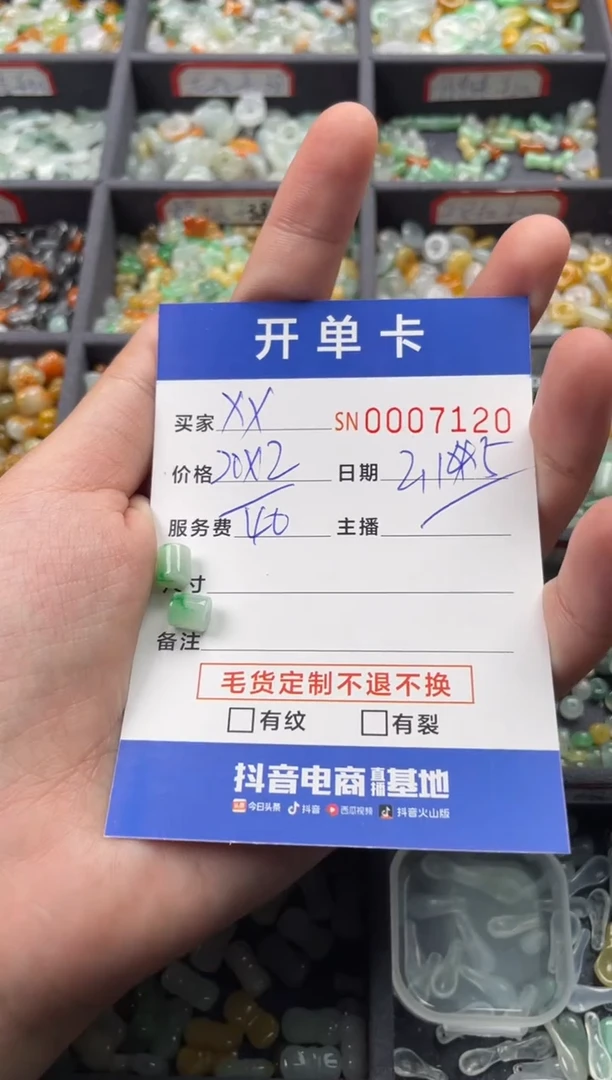 开单卡
买家 XX SN 0007120
价格 20X2 日期
服务费 40 主播
寸
备注
毛货定制不退不换
有纹 有裂
抖音电商直播基地
今日头条 抖音 西瓜视频 抖音火山版